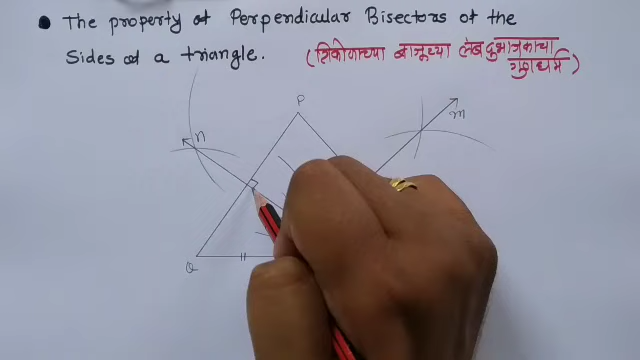 The property of Perpendicular Bisectors of the
Sides of a triangle. (त्रिकोणाच्या बाजूच्या लंबदुभाजकाचा
गुणधर्म)
P
m
n
Q